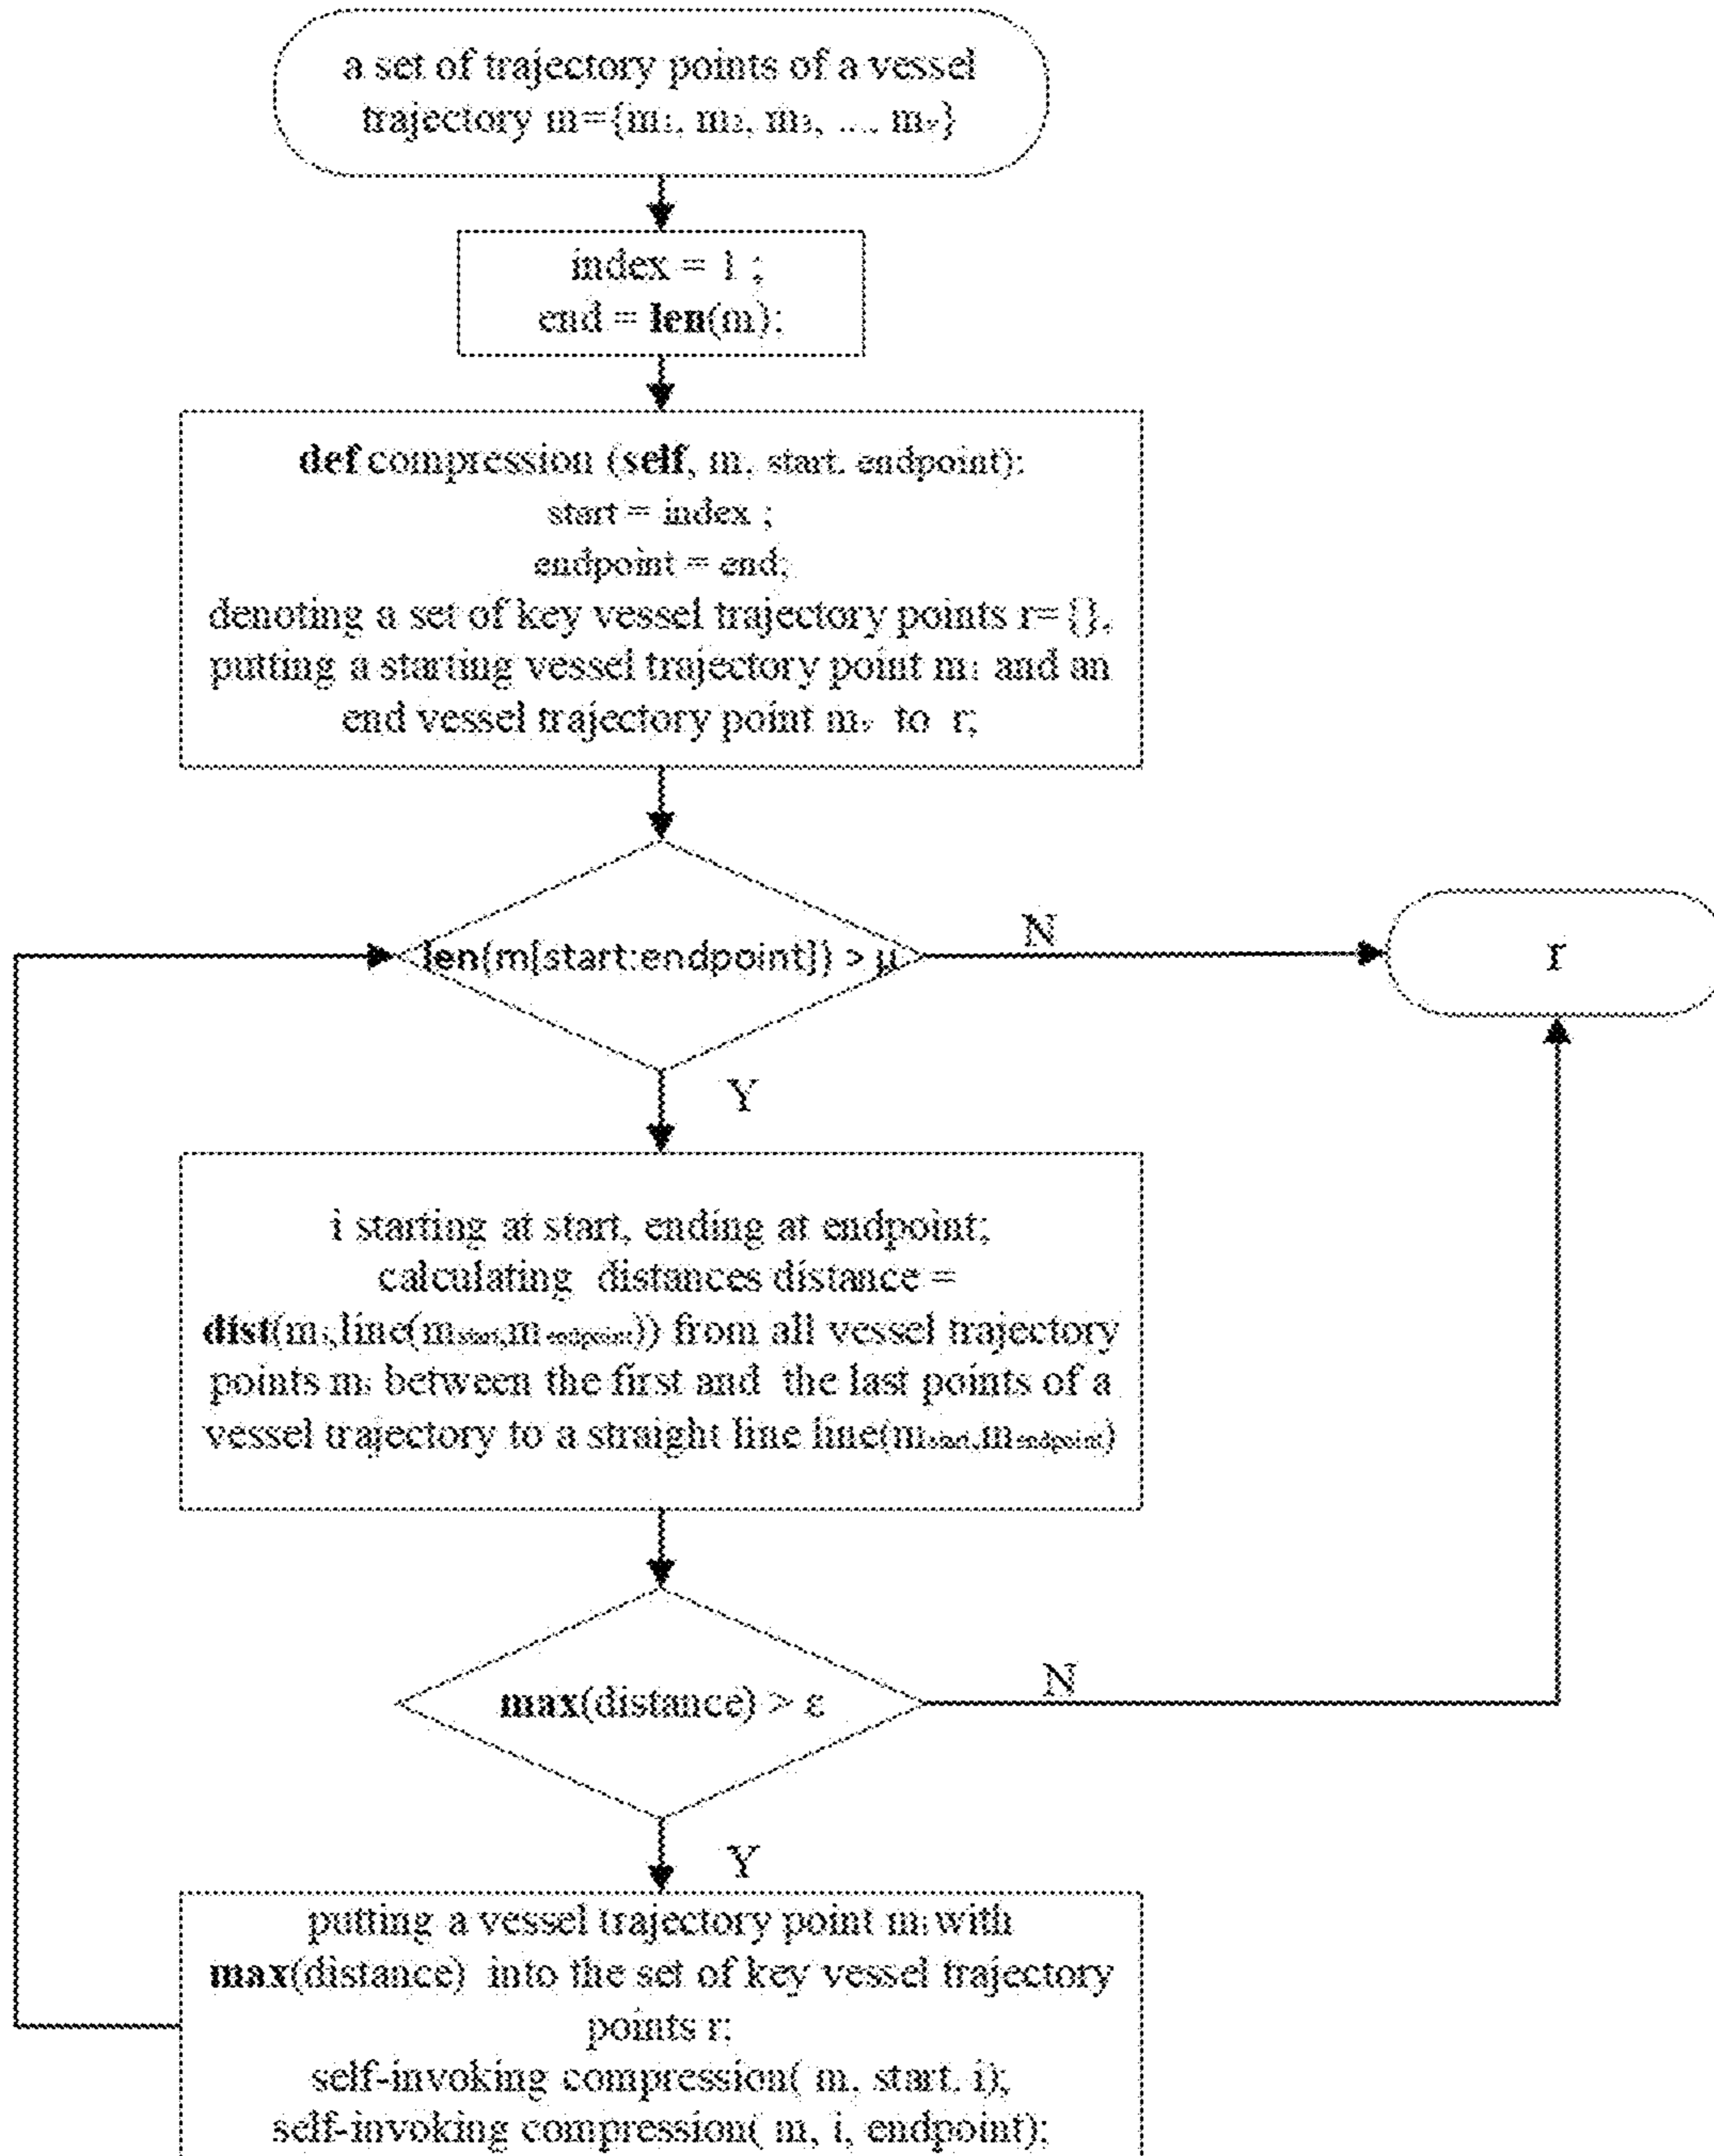 a set of trajectory points of a vessel
trajectory m={m₁, m₂, m₃, ..., mᵥ}
index = 1 ;
end = len(m);
def compression (self, m, start, endpoint):
start = index ;
endpoint = end;
denoting a set of key vessel trajectory points r={},
putting a starting vessel trajectory point m₁ and an
end vessel trajectory point mᵥ to r;
len(m[start:endpoint]) > μ
N
r
Y
i starting at start, ending at endpoint;
calculating distances distance =
dist(mᵢ,line(mstart,mendpoint)) from all vessel trajectory
points mᵢ between the first and the last points of a
vessel trajectory to a straight line line(mstart,mendpoint)
max(distance) > ε
N
Y
putting a vessel trajectory point mᵢ with
max(distance) into the set of key vessel trajectory
points r;
self-invoking compression( m, start, i);
self-invoking compression( m, i, endpoint);